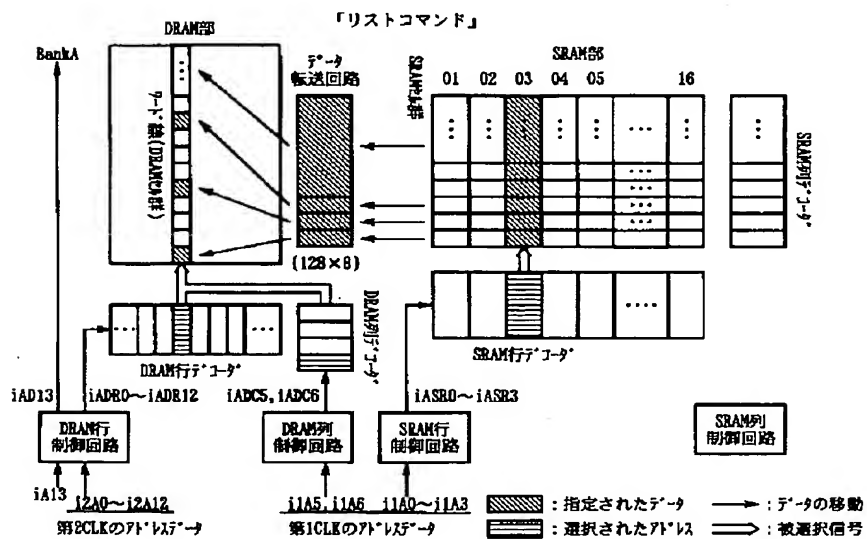 『リストコマンド』
DRAM部
BankA
ワード線(DRAMセル群)
データ
転送回路
(128×8)
SRAMセル群
SRAM部
01 02 03 04 05 16
SRAM列デコーダ
DRAM行デコーダ
DRAM列デコーダ
SRAM行デコーダ
iAD13
iADR0〜iADR12
iADC5,iADC6
iASR0〜iASR3
DRAM行
制御回路
DRAM列
制御回路
SRAM行
制御回路
SRAM列
制御回路
iA13
i2A0〜i2A12
i1A5,i1A6
i1A0〜i1A3
第2CLKのアドレスデータ
第1CLKのアドレスデータ
:指定されたデータ
:データの移動
:選択されたアドレス
:被選択信号